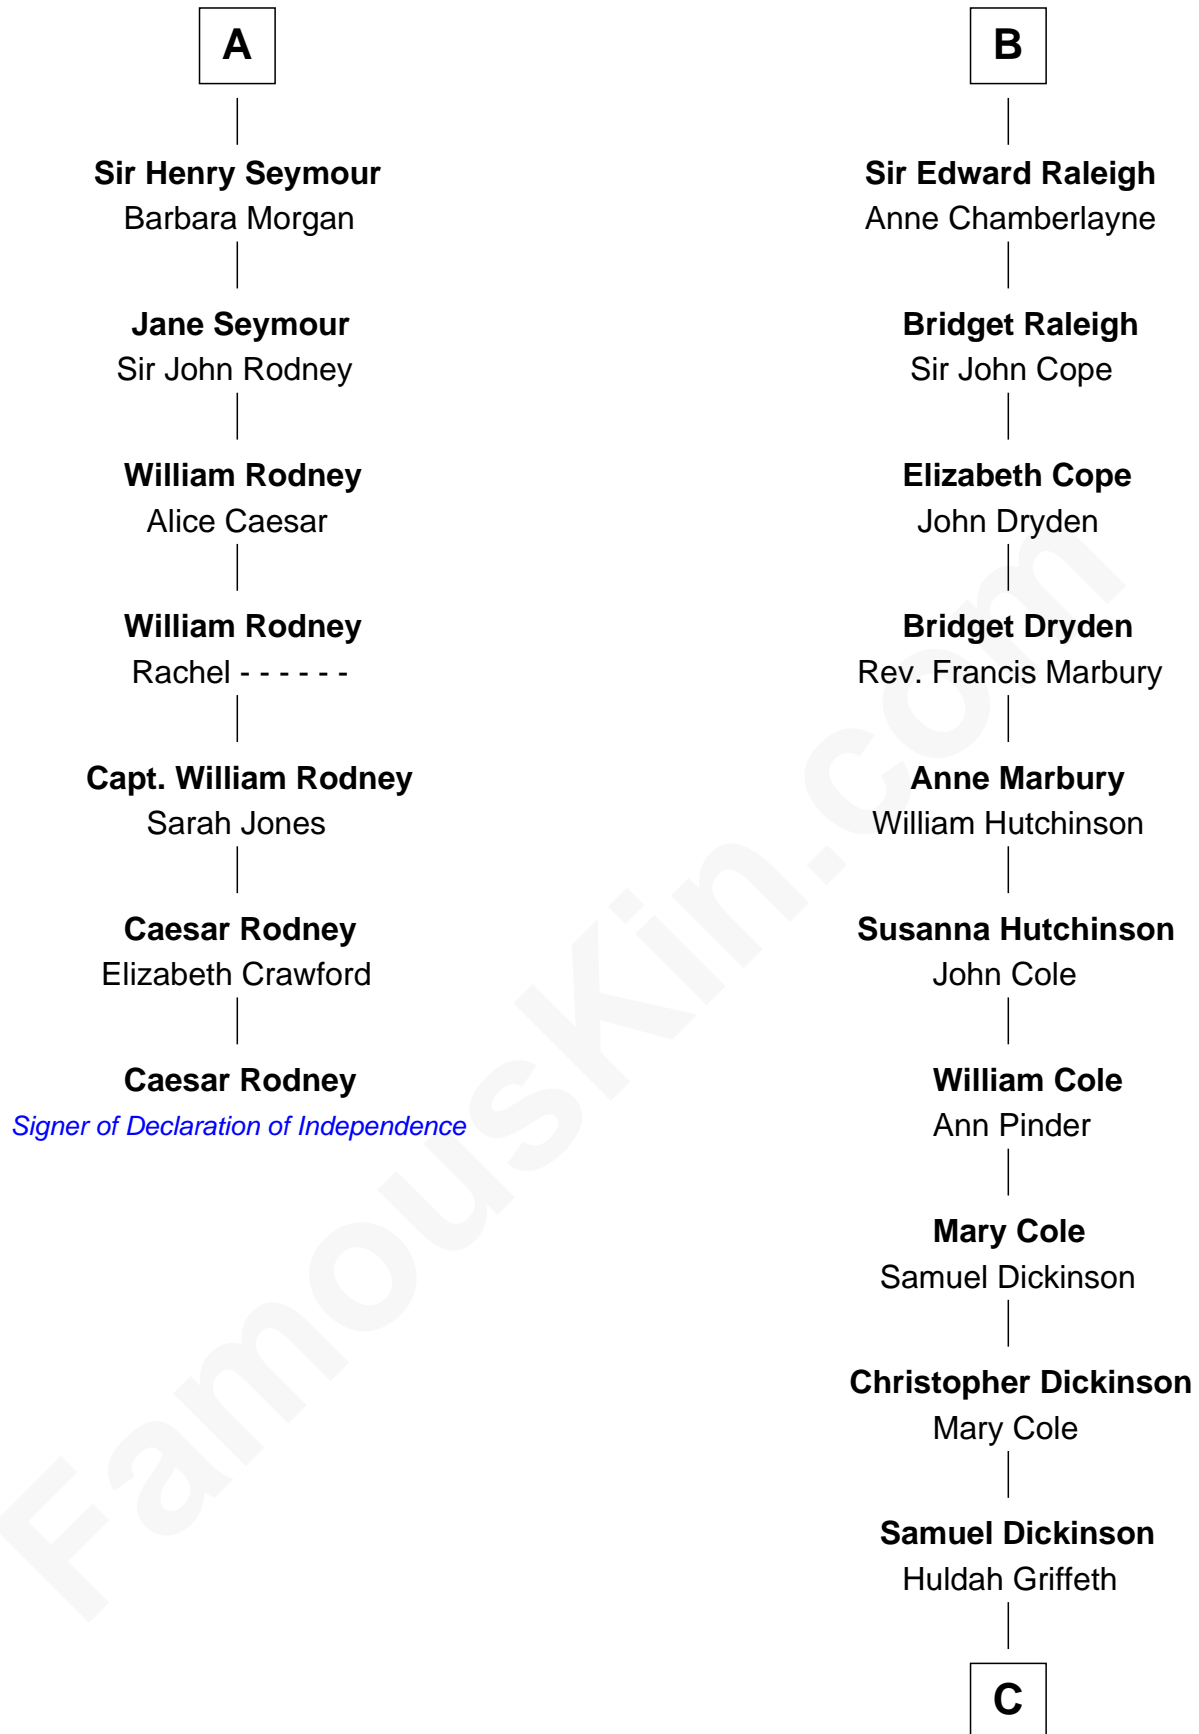 A
Sir Henry Seymour
Barbara Morgan
Jane Seymour
Sir John Rodney
William Rodney
Alice Caesar
William Rodney
Rachel - - - - - -
Capt. William Rodney
Sarah Jones
Caesar Rodney
Elizabeth Crawford
Caesar Rodney
Signer of Declaration of Independence
B
Sir Edward Raleigh
Anne Chamberlayne
Bridget Raleigh
Sir John Cope
Elizabeth Cope
John Dryden
Bridget Dryden
Rev. Francis Marbury
Anne Marbury
William Hutchinson
Susanna Hutchinson
John Cole
William Cole
Ann Pinder
Mary Cole
Samuel Dickinson
Christopher Dickinson
Mary Cole
Samuel Dickinson
Huldah Griffeth
C
FamousKin.com